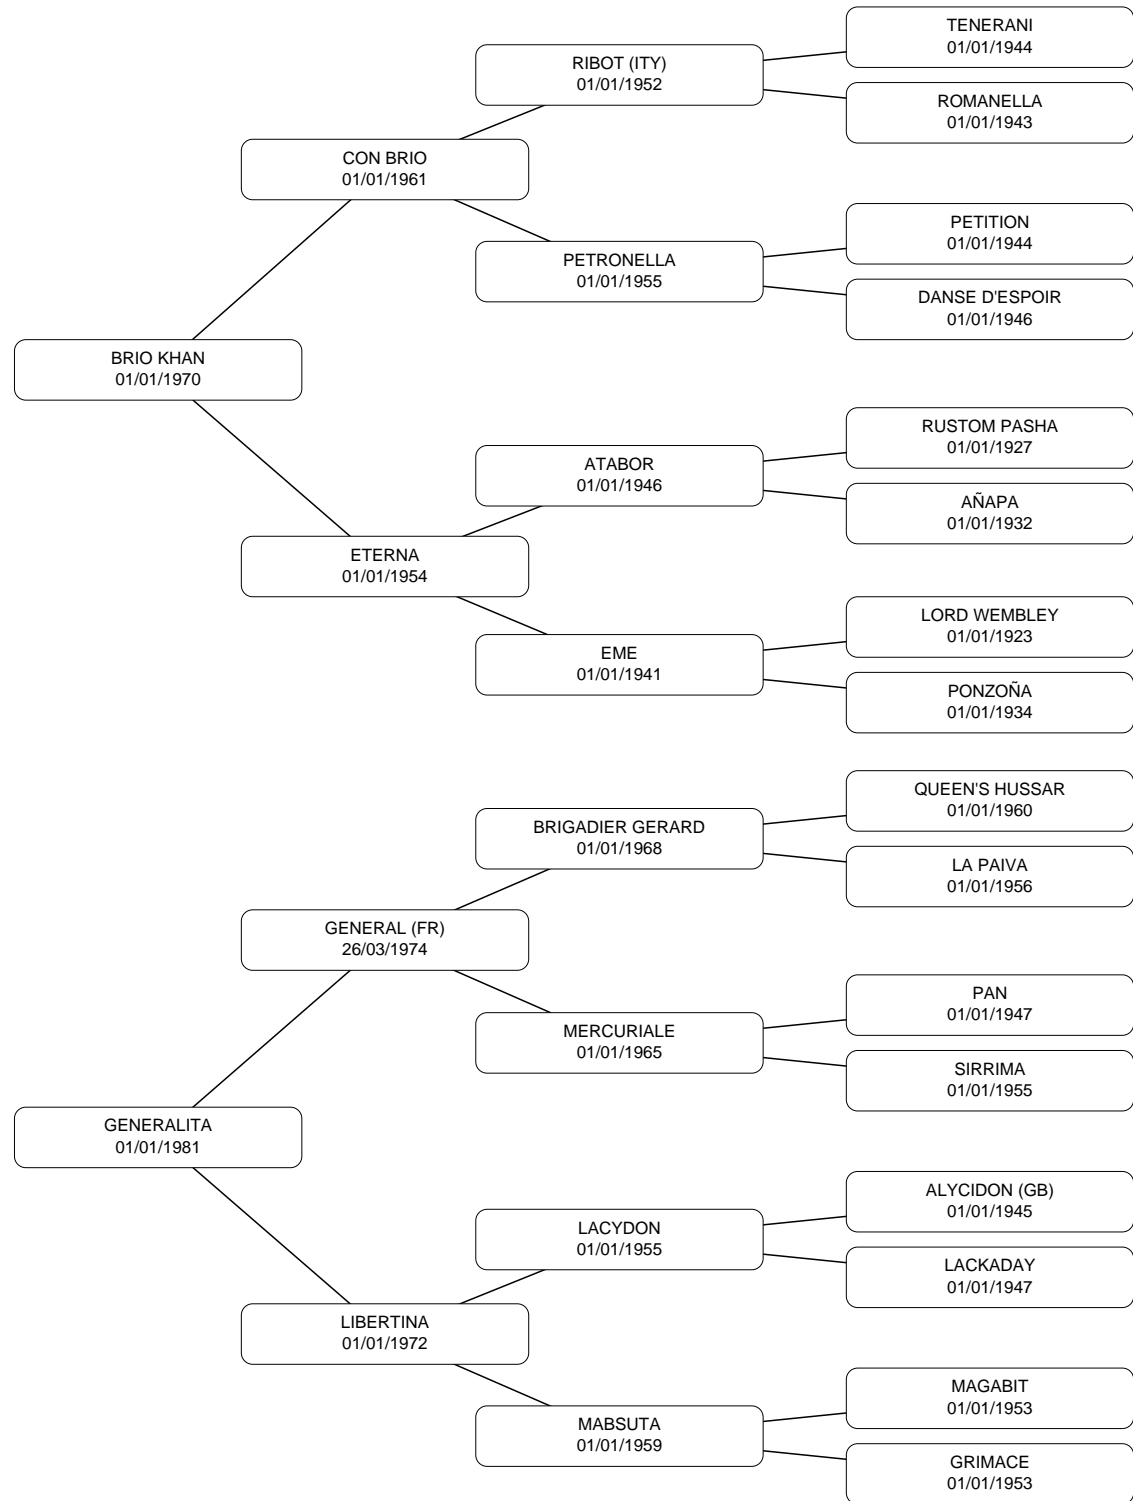 TENERANI
01/01/1944
RIBOT (ITY)
01/01/1952
ROMANELLA
01/01/1943
CON BRIO
01/01/1961
PETITION
01/01/1944
PETRONELLA
01/01/1955
DANSE D'ESPOIR
01/01/1946
BRIO KHAN
01/01/1970
RUSTOM PASHA
01/01/1927
ATABOR
01/01/1946
AÑAPA
01/01/1932
ETERNA
01/01/1954
LORD WEMBLEY
01/01/1923
EME
01/01/1941
PONZOÑA
01/01/1934
QUEEN'S HUSSAR
01/01/1960
BRIGADIER GERARD
01/01/1968
LA PAIVA
01/01/1956
GENERAL (FR)
26/03/1974
PAN
01/01/1947
MERCURIALE
01/01/1965
SIRRIMA
01/01/1955
GENERALITA
01/01/1981
ALYCIDON (GB)
01/01/1945
LACYDON
01/01/1955
LACKADAY
01/01/1947
LIBERTINA
01/01/1972
MAGABIT
01/01/1953
MABSUTA
01/01/1959
GRIMACE
01/01/1953